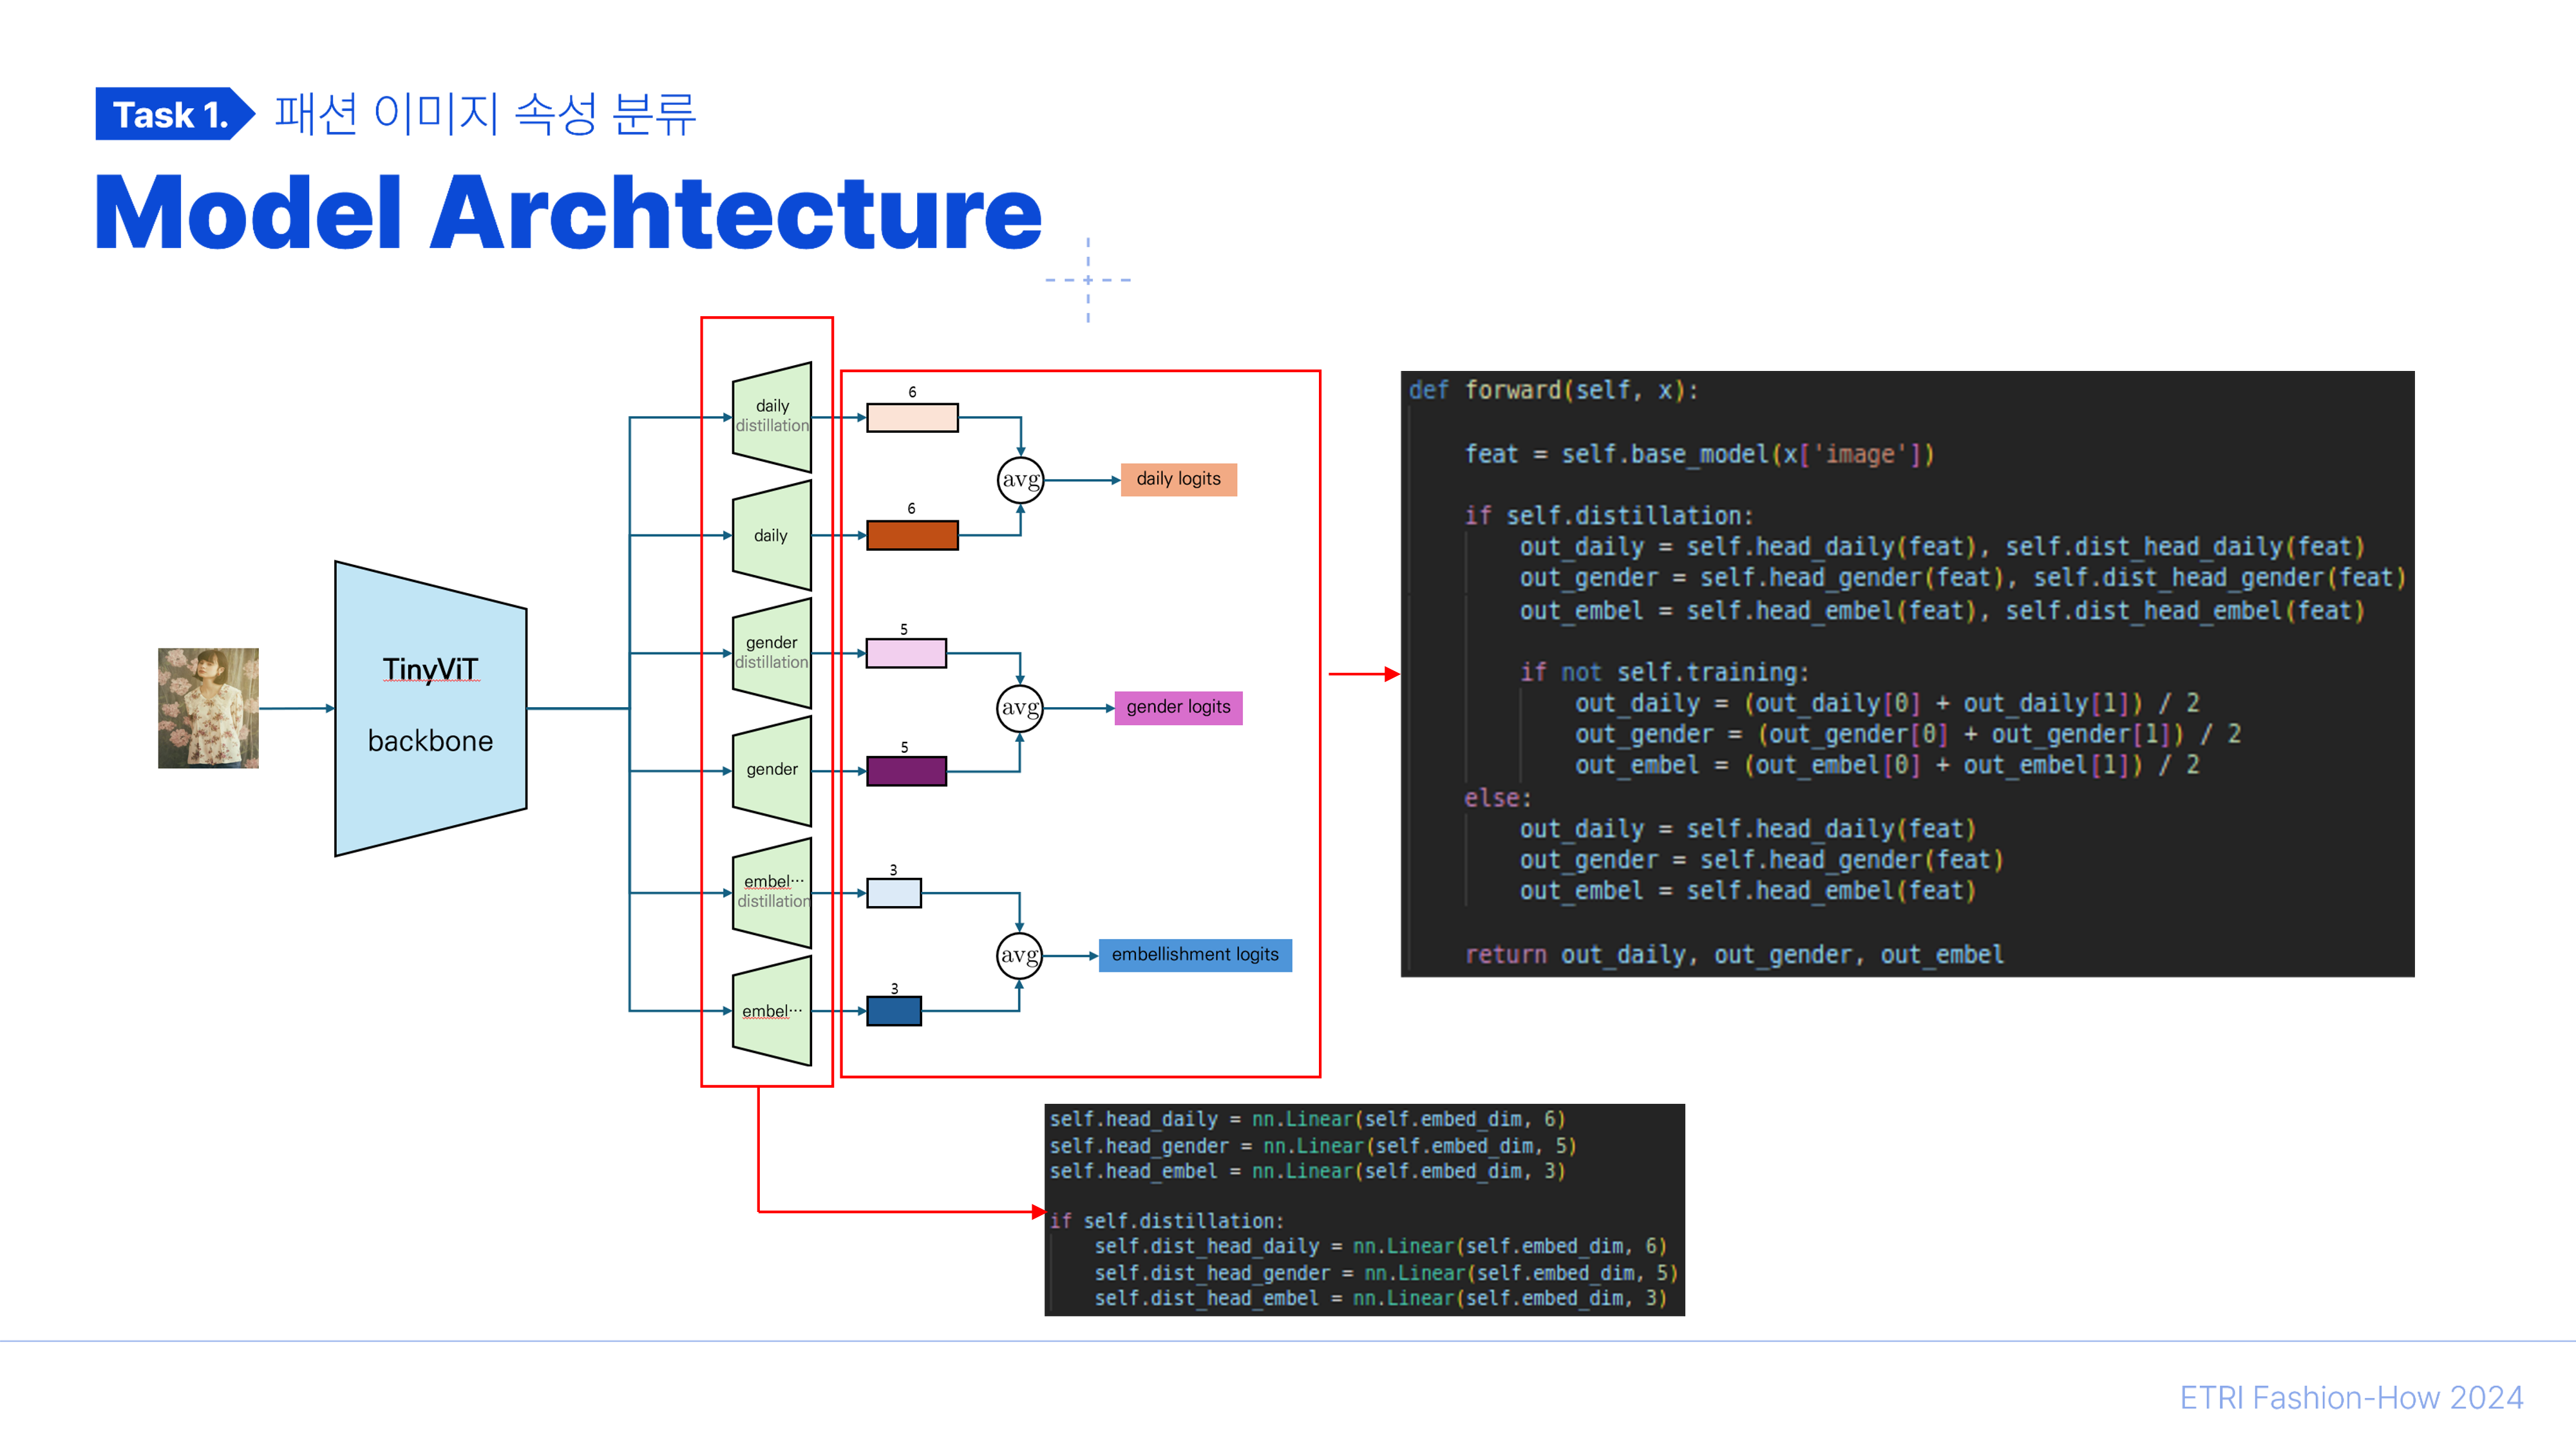 Task 1. 패션 이미지 속성 분류
Model Archtecture
TinyViT
backbone
daily
distillation
daily
gender
distillation
gender
embel…
distillation
embel…
6
6
5
5
3
3
avg
avg
avg
daily logits
gender logits
embellishment logits
def forward(self, x):
    feat = self.base_model(x['image'])
    if self.distillation:
        out_daily = self.head_daily(feat), self.dist_head_daily(feat)
        out_gender = self.head_gender(feat), self.dist_head_gender(feat)
        out_embel = self.head_embel(feat), self.dist_head_embel(feat)
        if not self.training:
            out_daily = (out_daily[0] + out_daily[1]) / 2
            out_gender = (out_gender[0] + out_gender[1]) / 2
            out_embel = (out_embel[0] + out_embel[1]) / 2
    else:
        out_daily = self.head_daily(feat)
        out_gender = self.head_gender(feat)
        out_embel = self.head_embel(feat)
    return out_daily, out_gender, out_embel
self.head_daily = nn.Linear(self.embed_dim, 6)
self.head_gender = nn.Linear(self.embed_dim, 5)
self.head_embel = nn.Linear(self.embed_dim, 3)
if self.distillation:
    self.dist_head_daily = nn.Linear(self.embed_dim, 6)
    self.dist_head_gender = nn.Linear(self.embed_dim, 5)
    self.dist_head_embel = nn.Linear(self.embed_dim, 3)
ETRI Fashion-How 2024